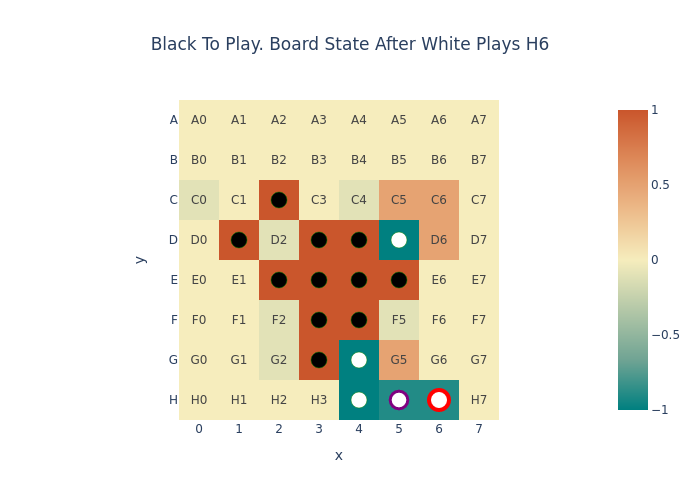 Black To Play. Board State After White Plays H6
A A0 A1 A2 A3 A4 A5 A6 A7
B B0 B1 B2 B3 B4 B5 B6 B7
C C0 C1 C3 C4 C5 C6 C7
D D0 D2 D6 D7
E E0 E1 E6 E7
F F0 F1 F2 F5 F6 F7
G G0 G1 G2 G5 G6 G7
H H0 H1 H2 H3 H7
0 1 2 3 4 5 6 7
x
y
1
0.5
0
−0.5
−1